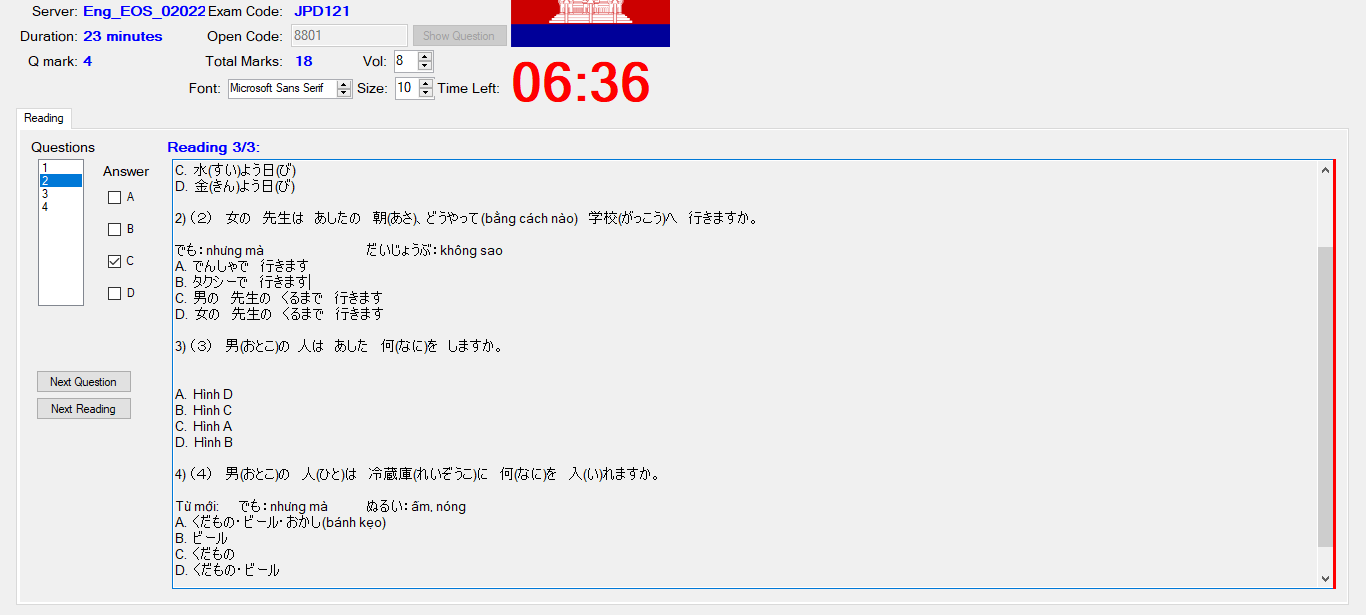 Server: Eng_EOS_02022 Exam Code: JPD121
Duration: 23 minutes Open Code: 8801 Show Question
Q mark: 4 Total Marks: 18 Vol: 8
Font: Microsoft Sans Serif Size: 10 Time Left: 06:36
Reading
Questions
1
2
3
4
Answer
A
B
C
D
Next Question
Next Reading
Reading 3/3:
C. 水(すい)よう日(び)
D. 金(きん)よう日(び)
2)(２) 女の 先生は あしたの 朝(あさ)、どうやって(bằng cách nào) 学校(がっこう)へ 行きますか。
でも：nhưng mà だいじょうぶ：không sao
A. でんしゃで 行きます
B. タクシーで 行きます
C. 男の 先生の くるまで 行きます
D. 女の 先生の くるまで 行きます
3)(３) 男(おとこ)の 人は あした 何(なに)を しますか。
A. Hình D
B. Hình C
C. Hình A
D. Hình B
4)(４) 男(おとこ)の 人(ひと)は 冷蔵庫(れいぞうこ)に 何(なに)を 入(い)れますか。
Từ mới: でも：nhưng mà ぬるい：ấm, nóng
A. くだもの・ビール・おかし(bánh kẹo)
B. ビール
C. くだもの
D. くだもの・ビール